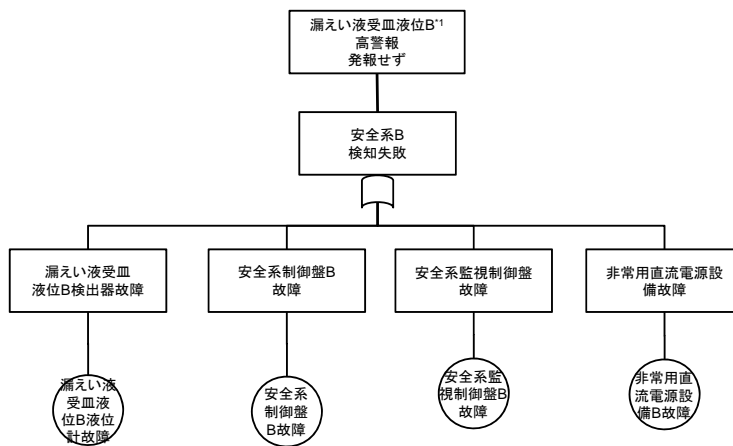 漏えい液受皿液位B*1
高警報
発報せず
安全系B
検知失敗
漏えい液受皿
液位B検出器故障
安全系制御盤B
故障
安全系監視制御盤
故障
非常用直流電源設
備故障
漏えい液
受皿液
位B液位
計故障
安全系
制御盤
B故障
安全系監
視制御盤B
故障
非常用直
流電源設
備B故障